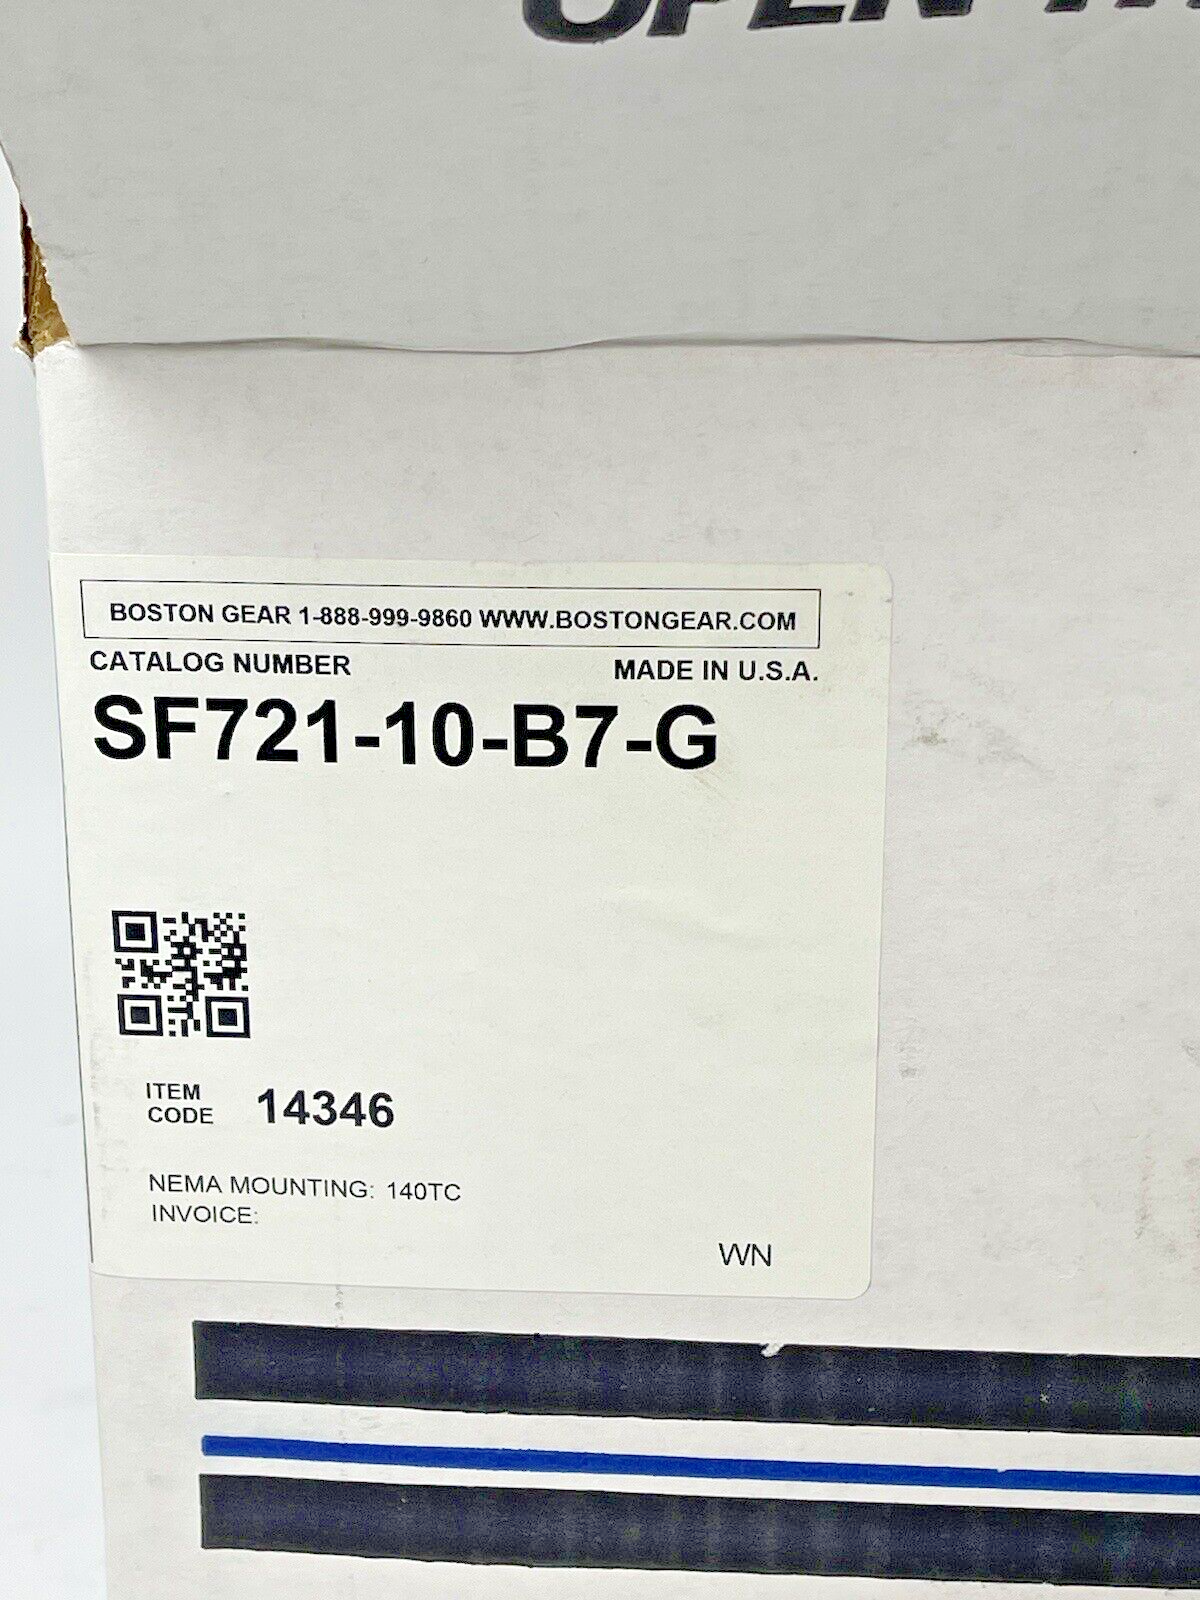 OPEN
BOSTON GEAR 1-888-999-9860 WWW.BOSTONGEAR.COM
CATALOG NUMBER MADE IN U.S.A.
SF721-10-B7-G
ITEM CODE 14346
NEMA MOUNTING: 140TC
INVOICE:
WN